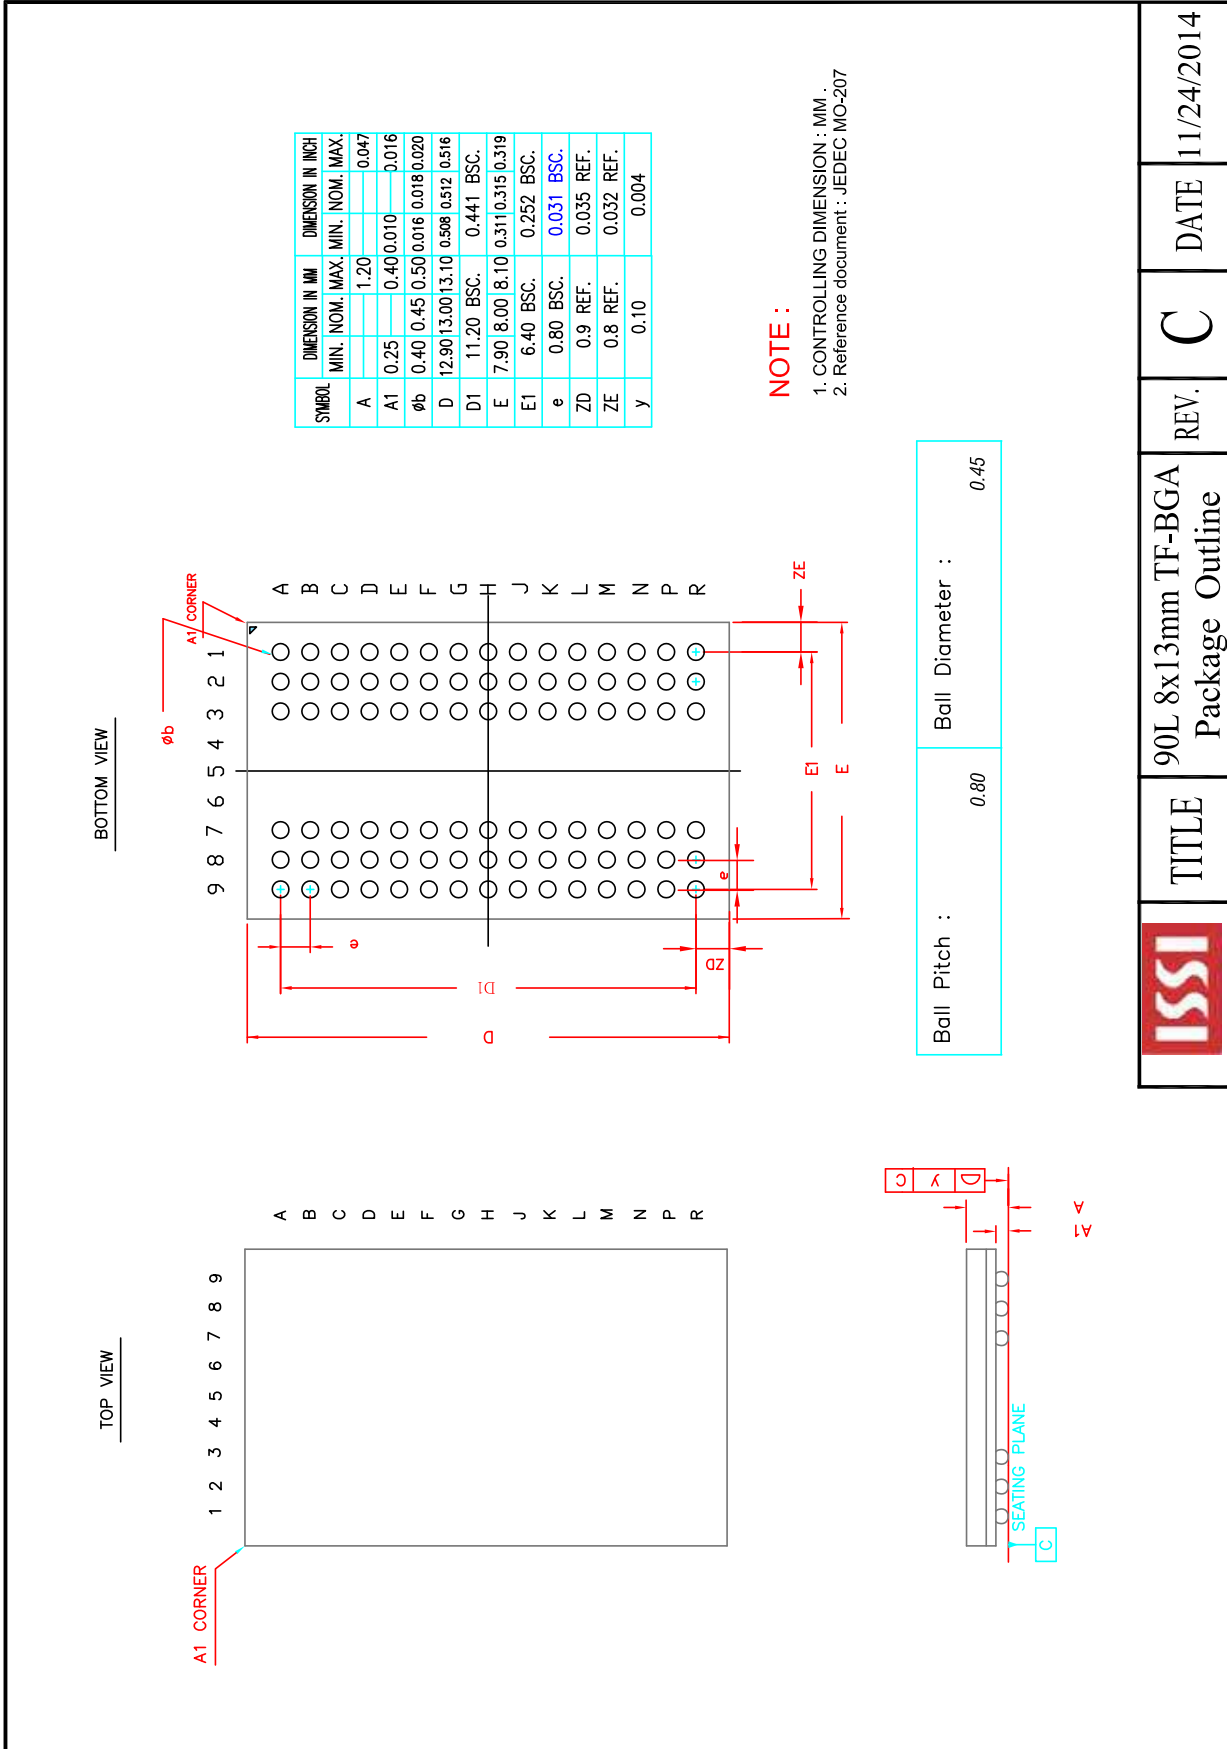 TOP VIEW
A1 CORNER
1 2 3 4 5 6 7 8 9
A
B
C
D
E
F
G
H
J
K
L
M
N
P
R
BOTTOM VIEW
9 8 7 6 5 4 3 2 1
A1 CORNER
øb
A
B
C
D
E
F
G
H
J
K
L
M
N
P
R
e
D1
D
ZD
e
E1
E
ZE
SYMBOL DIMENSION IN MM DIMENSION IN INCH
MIN. NOM. MAX. MIN. NOM. MAX.
A 1.20 0.047
A1 0.25 0.40 0.010 0.016
øb 0.40 0.45 0.50 0.016 0.018 0.020
D 12.90 13.00 13.10 0.508 0.512 0.516
D1 11.20 BSC. 0.441 BSC.
E 7.90 8.00 8.10 0.311 0.315 0.319
E1 6.40 BSC. 0.252 BSC.
e 0.80 BSC. 0.031 BSC.
ZD 0.9 REF. 0.035 REF.
ZE 0.8 REF. 0.032 REF.
y 0.10 0.004
NOTE :
1. CONTROLLING DIMENSION : MM .
2. Reference document : JEDEC MO-207
Ball Pitch : 0.80
Ball Diameter : 0.45
SEATING PLANE
C
y C
A
A1
ISSI
TITLE
90L 8x13mm TF-BGA
Package Outline
REV.
C
DATE
11/24/2014